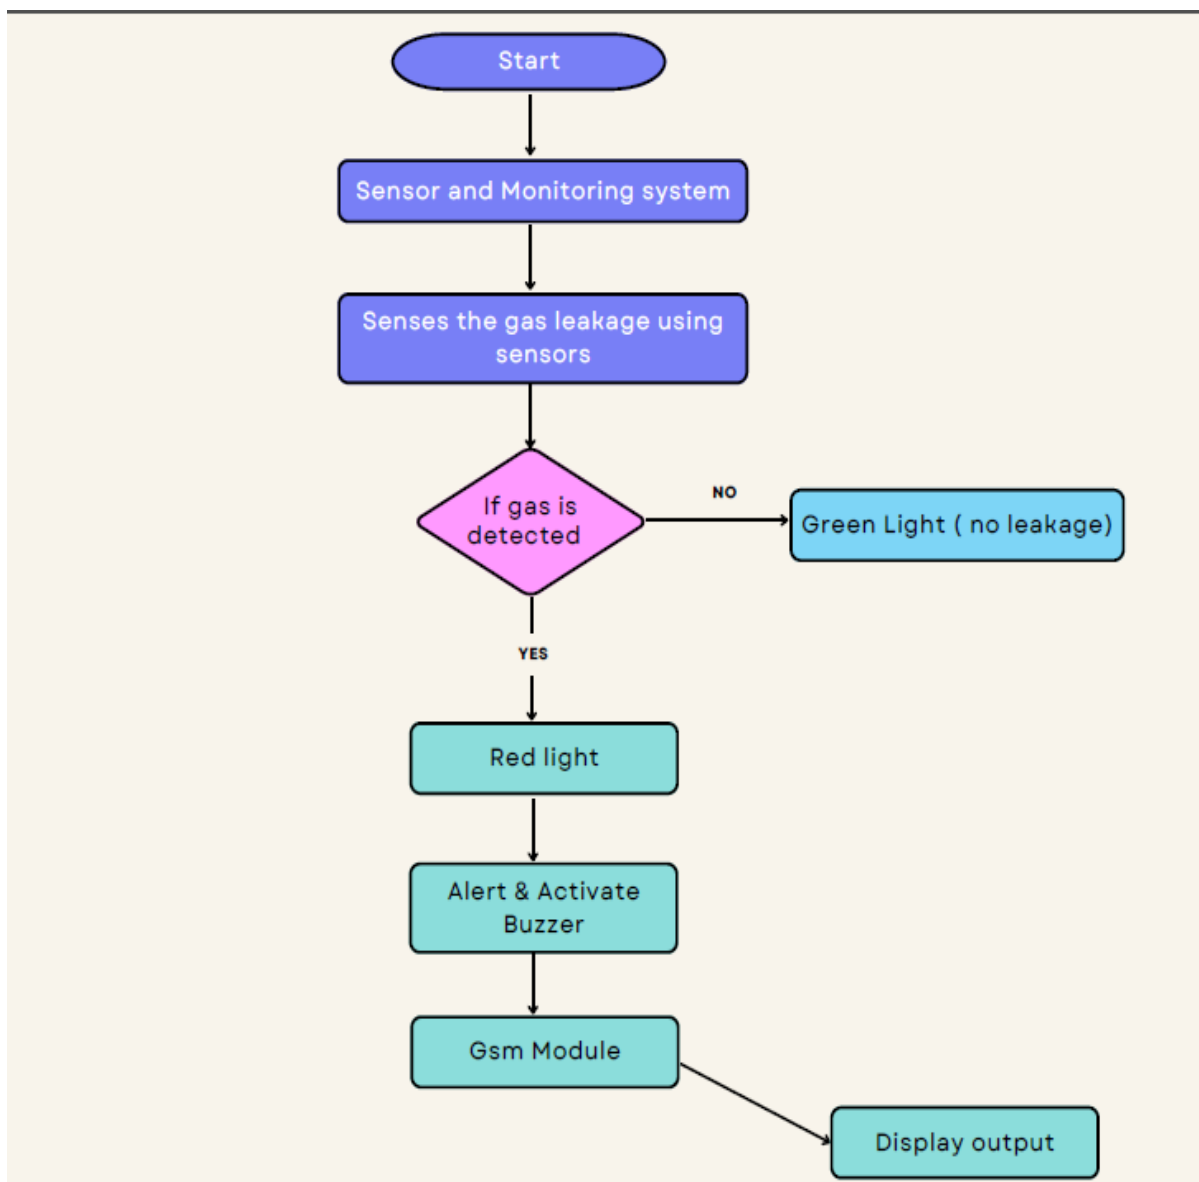 Start
Sensor and Monitoring system
Senses the gas leakage using
sensors
If gas is
detected
NO
Green Light ( no leakage)
YES
Red light
Alert & Activate
Buzzer
Gsm Module
Display output